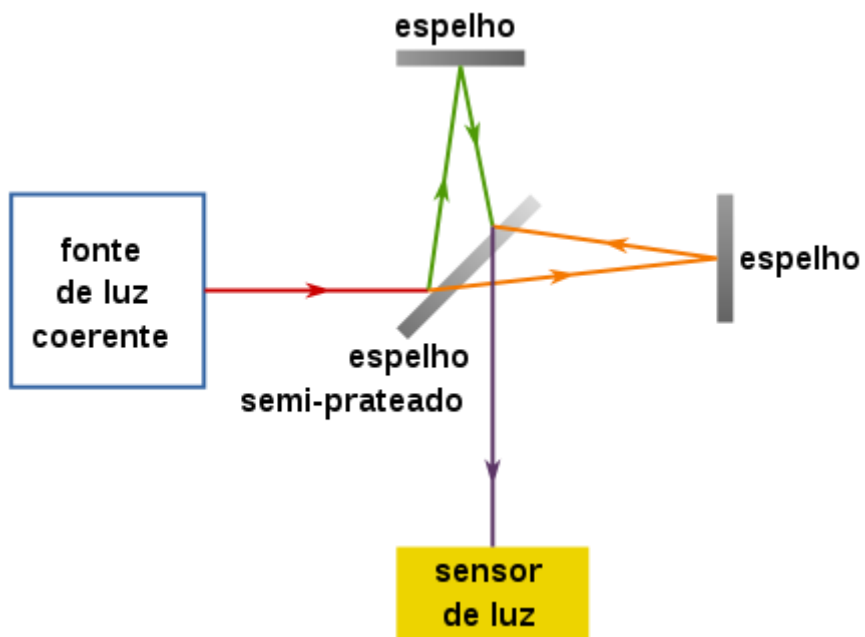 espelho
fonte
de luz
coerente
espelho
espelho
semi-prateado
sensor
de luz